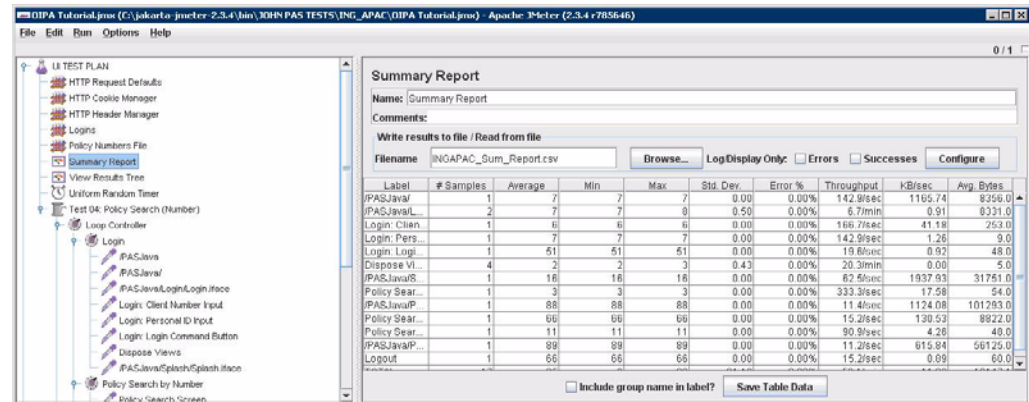 OIPA Tutorial.jmx (C:\jakarta-jmeter-2.3.4\bin\JOHN PAS TESTS\ING_APAC\OIPA Tutorial.jmx) - Apache JMeter (2.3.4 r785646)
File Edit Run Options Help
0 / 1
UI TEST PLAN
HTTP Request Defaults
HTTP Cookie Manager
HTTP Header Manager
Logins
Policy Numbers File
Summary Report
View Results Tree
Uniform Random Timer
Test 04: Policy Search (Number)
Loop Controller
Login
/PASJava
/PASJava/
/PASJava/Login/Login.iface
Login: Client Number Input
Login: Personal ID Input
Login: Login Command Button
Dispose Views
/PASJava/Splash/Splash.iface
Policy Search by Number
Policy Search Screen
Summary Report
Name: Summary Report
Comments:
Write results to file / Read from file
Filename INGAPAC_Sum_Report.csv Browse... Log/Display Only: Errors Successes Configure
Label # Samples Average Min Max Std. Dev. Error % Throughput KB/sec Avg. Bytes
/PASJava/ 1 7 7 7 0.00 0.00% 142.9/sec 1165.74 8356.0
/PASJava/L... 2 7 7 8 0.50 0.00% 6.7/min 0.91 8331.0
Login: Clien... 1 6 6 6 0.00 0.00% 166.7/sec 41.18 253.0
Login: Pers... 1 7 7 7 0.00 0.00% 142.9/sec 1.26 9.0
Login: Logi... 1 51 51 51 0.00 0.00% 19.6/sec 0.92 48.0
Dispose Vi... 4 2 2 3 0.43 0.00% 20.3/min 0.00 5.0
/PASJava/S... 1 16 16 16 0.00 0.00% 62.5/sec 1937.93 31751.0
Policy Sear... 1 3 3 3 0.00 0.00% 333.3/sec 17.58 54.0
/PASJava/P... 1 88 88 88 0.00 0.00% 11.4/sec 1124.08 101293.0
Policy Sear... 1 66 66 66 0.00 0.00% 15.2/sec 130.53 8822.0
Policy Sear... 1 11 11 11 0.00 0.00% 90.9/sec 4.26 48.0
/PASJava/P... 1 89 89 89 0.00 0.00% 11.2/sec 615.84 56125.0
Logout 1 66 66 66 0.00 0.00% 15.2/sec 0.89 60.0
Include group name in label? Save Table Data